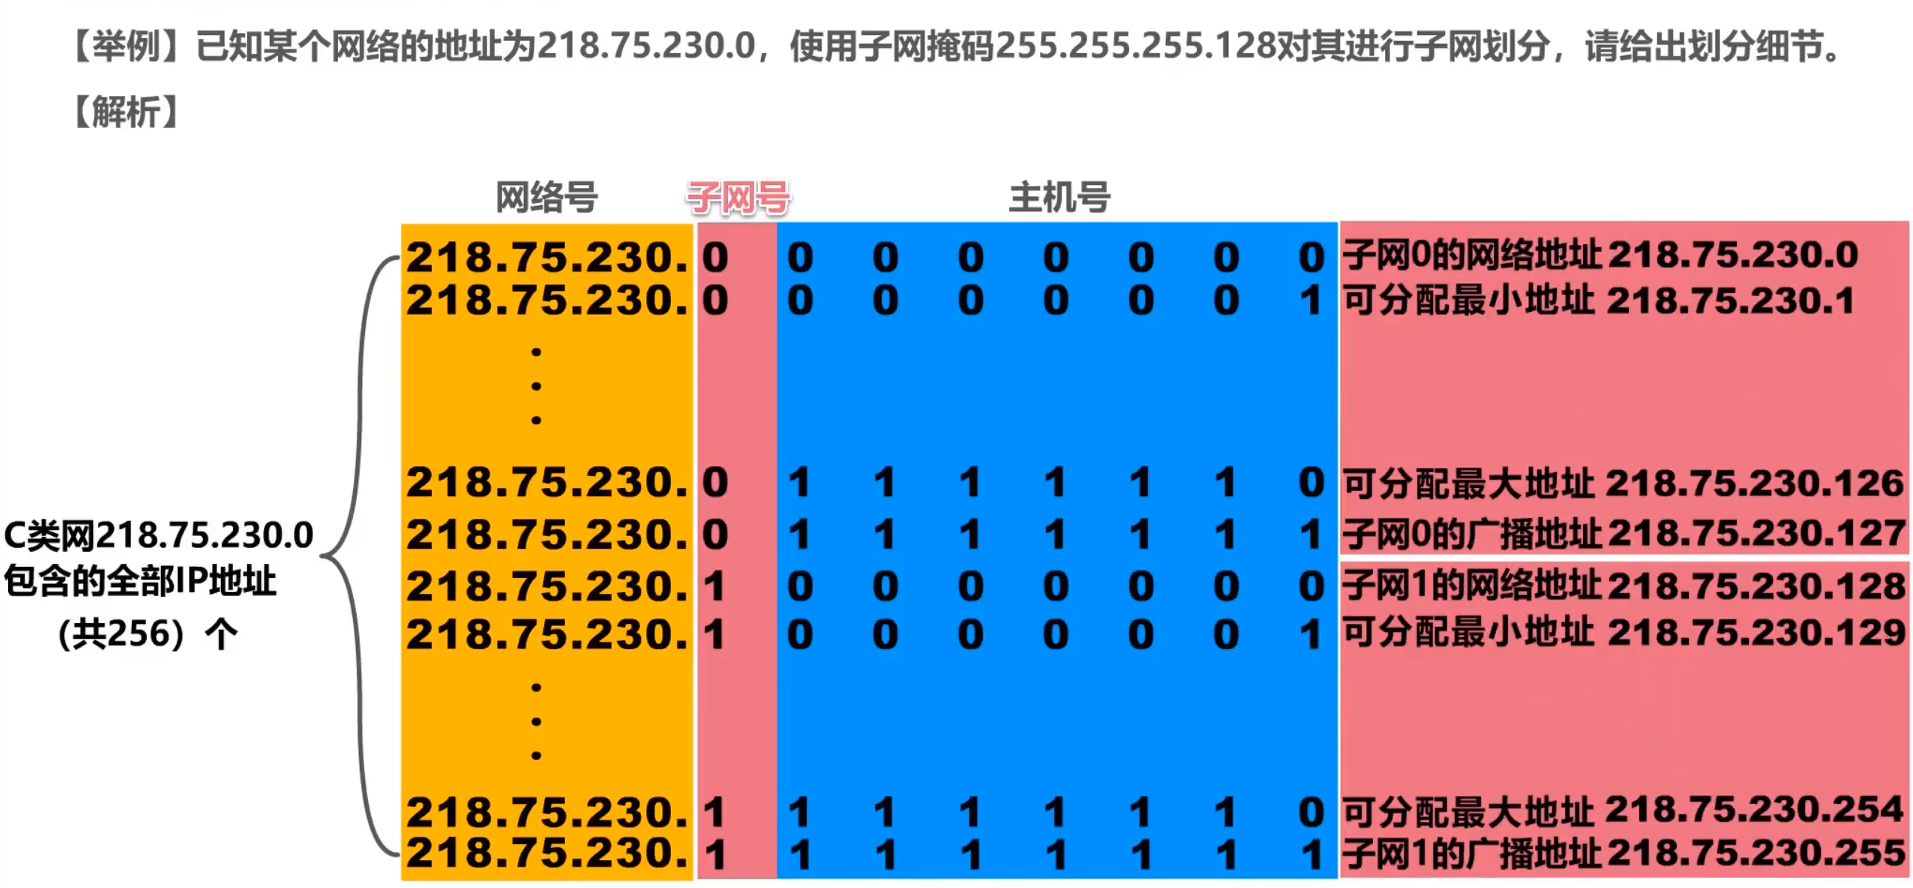 【举例】已知某个网络的地址为218.75.230.0，使用子网掩码255.255.255.128对其进行子网划分，请给出划分细节。
【解析】
网络号 子网号 主机号
218.75.230. 0 0 0 0 0 0 0 0 子网0的网络地址 218.75.230.0
218.75.230. 0 0 0 0 0 0 0 1 可分配最小地址 218.75.230.1
218.75.230. 0 1 1 1 1 1 1 0 可分配最大地址 218.75.230.126
218.75.230. 0 1 1 1 1 1 1 1 子网0的广播地址 218.75.230.127
218.75.230. 1 0 0 0 0 0 0 0 子网1的网络地址 218.75.230.128
218.75.230. 1 0 0 0 0 0 0 1 可分配最小地址 218.75.230.129
218.75.230. 1 1 1 1 1 1 1 0 可分配最大地址 218.75.230.254
218.75.230. 1 1 1 1 1 1 1 1 子网1的广播地址 218.75.230.255
C类网218.75.230.0
包含的全部IP地址
（共256）个